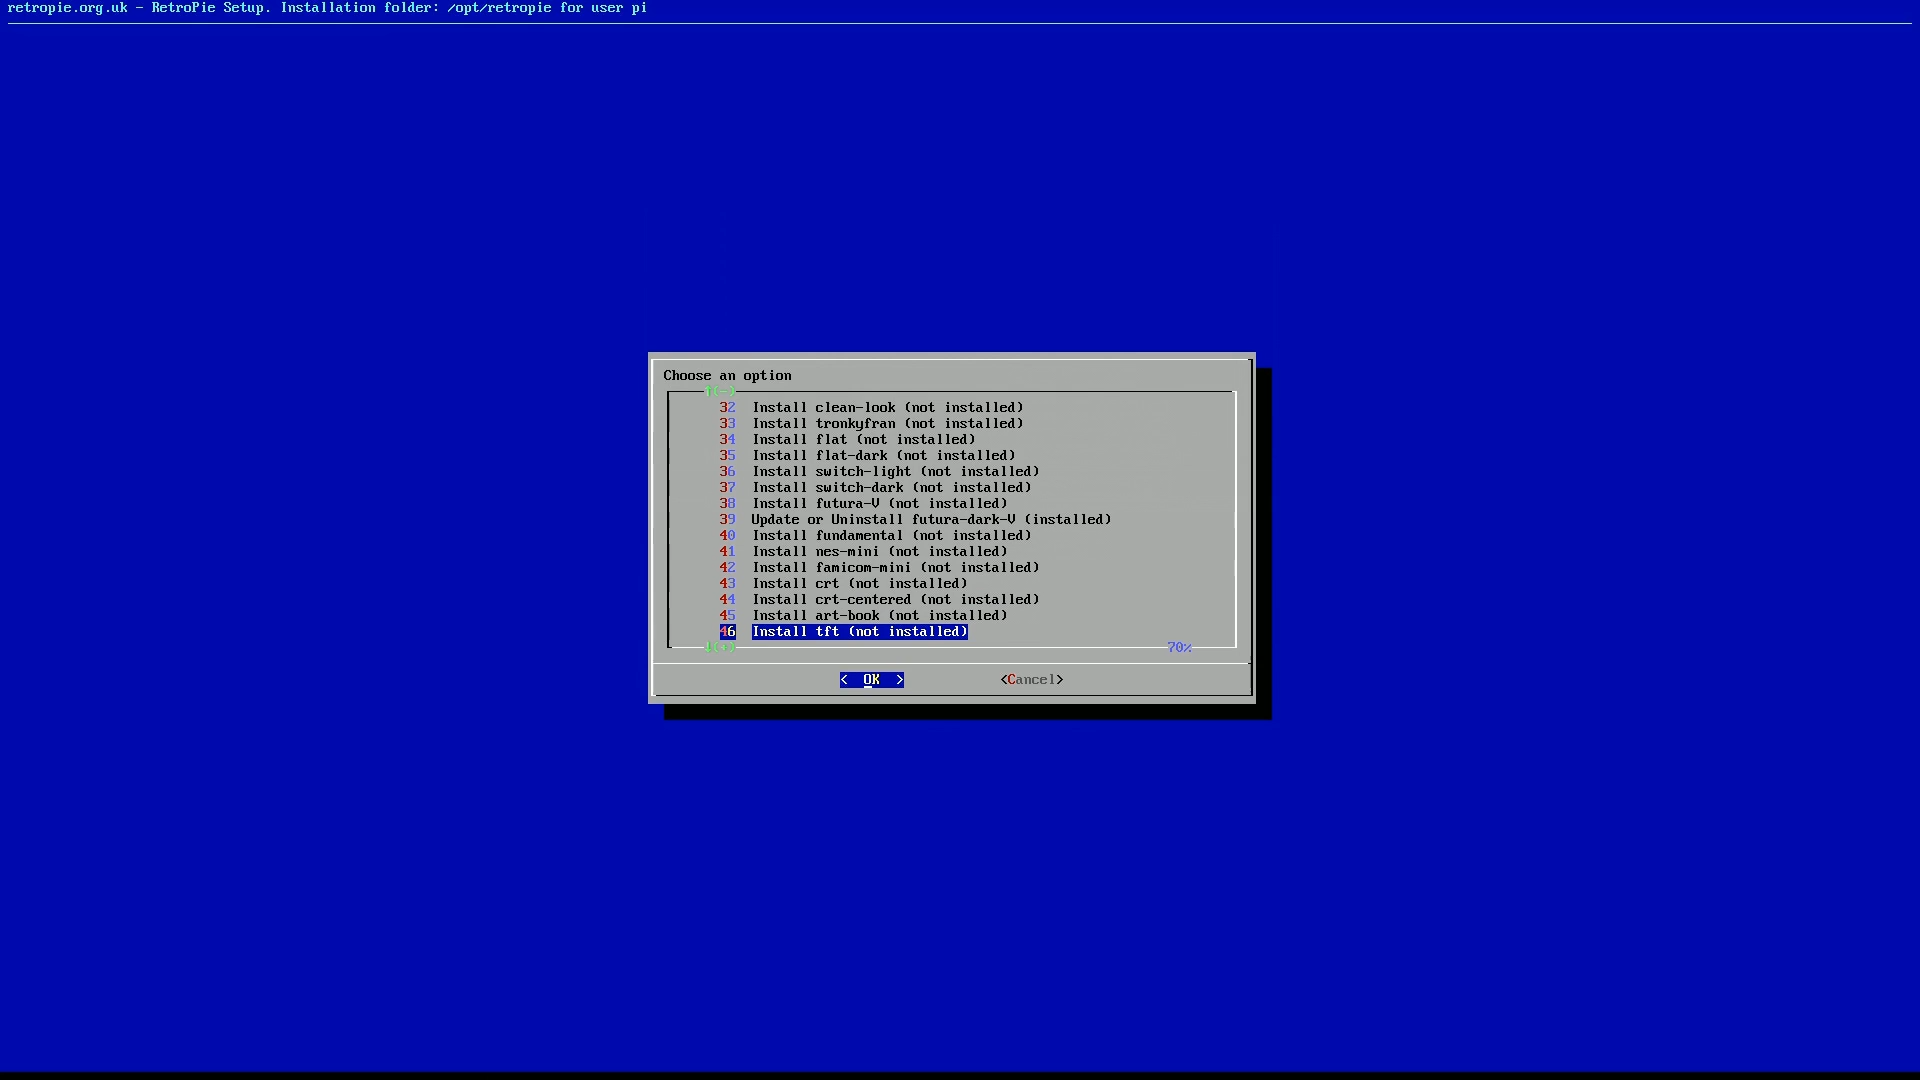 retropie.org.uk - RetroPie Setup. Installation folder: /opt/retropie for user pi
Choose an option
↑(-)
32 Install clean-look (not installed)
33 Install tronkyfran (not installed)
34 Install flat (not installed)
35 Install flat-dark (not installed)
36 Install switch-light (not installed)
37 Install switch-dark (not installed)
38 Install futura-V (not installed)
39 Update or Uninstall futura-dark-V (installed)
40 Install fundamental (not installed)
41 Install nes-mini (not installed)
42 Install famicom-mini (not installed)
43 Install crt (not installed)
44 Install crt-centered (not installed)
45 Install art-book (not installed)
46 Install tft (not installed)
↓(+) 70%
< OK > <Cancel>